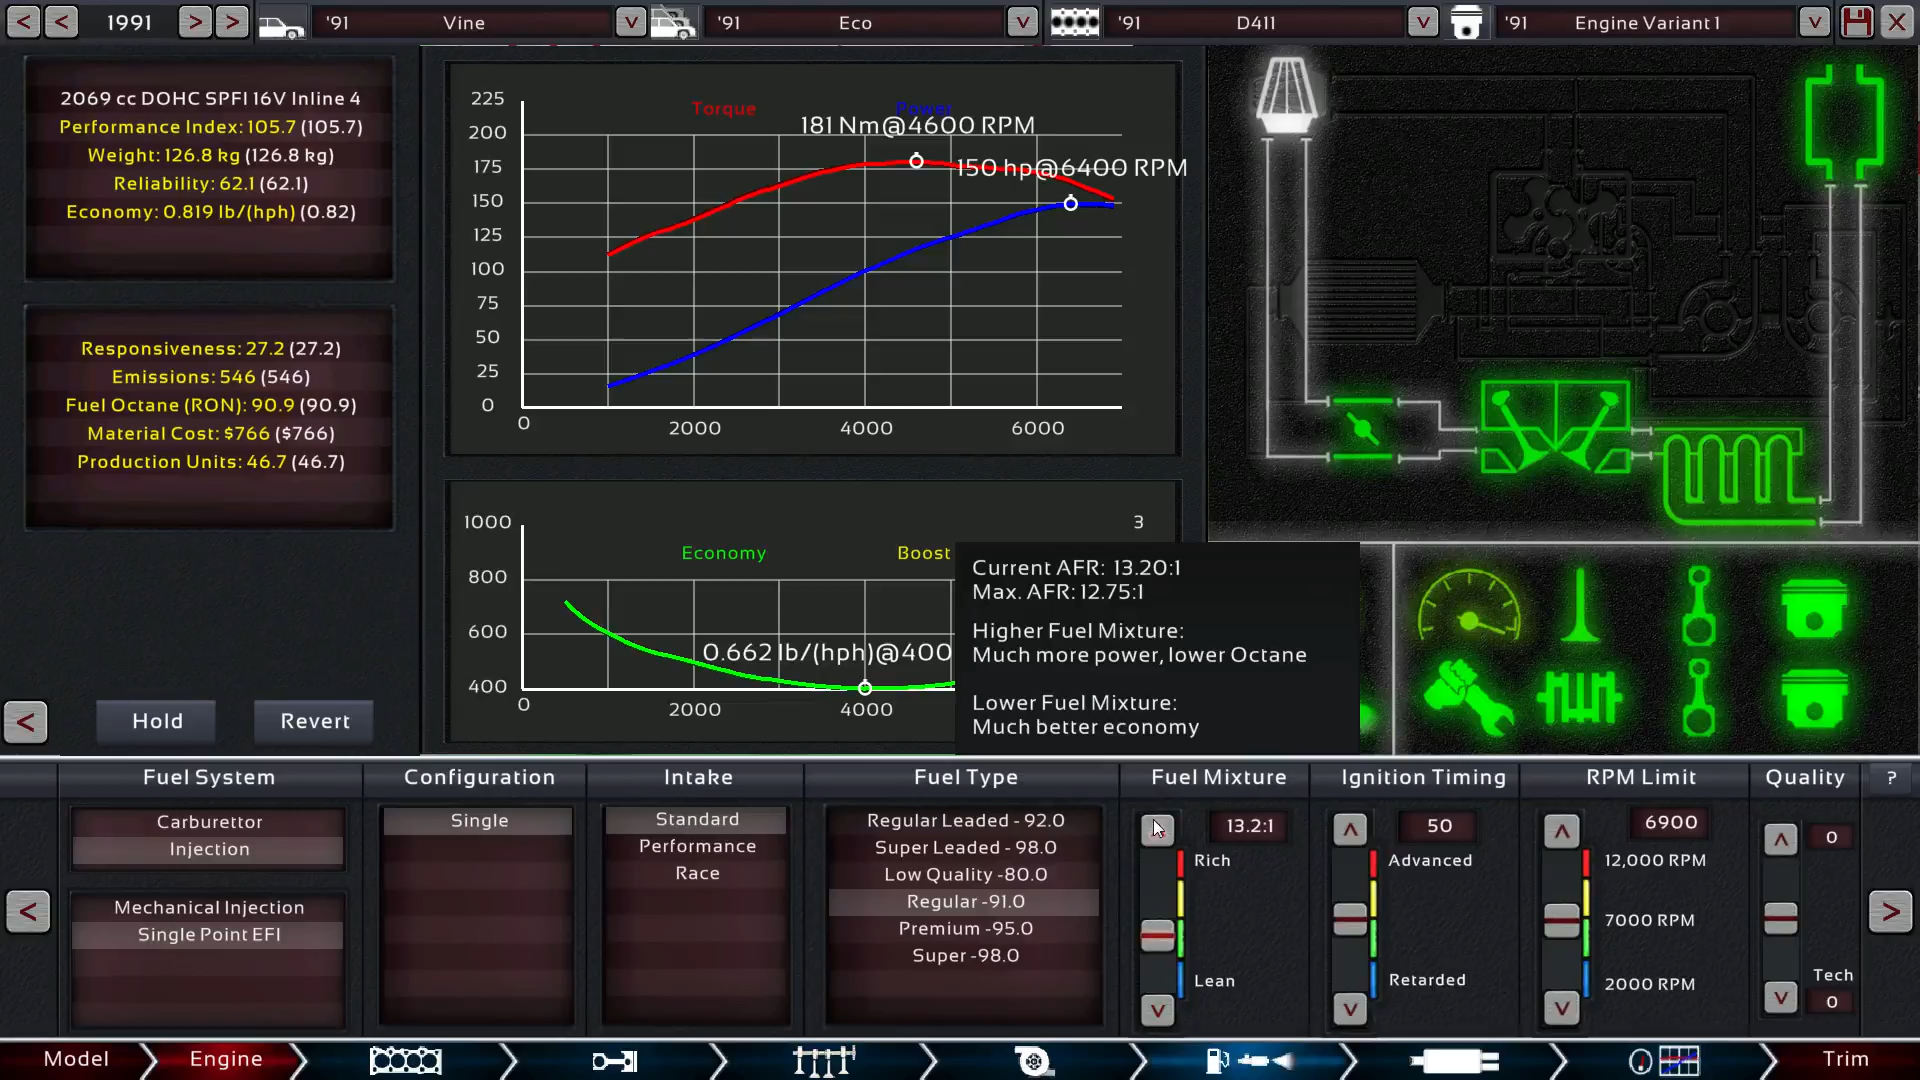 1991
'91 Vine
'91 Eco
'91 D411
'91 Engine Variant 1
2069 cc DOHC SPFI 16V Inline 4
Performance Index: 105.7 (105.7)
Weight: 126.8 kg (126.8 kg)
Reliability: 62.1 (62.1)
Economy: 0.819 lb/(hph) (0.82)
Responsiveness: 27.2 (27.2)
Emissions: 546 (546)
Fuel Octane (RON): 90.9 (90.9)
Material Cost: $766 ($766)
Production Units: 46.7 (46.7)
Hold
Revert
225
200
175
150
125
100
75
50
25
0
Torque
Power
181 Nm@4600 RPM
150 hp@6400 RPM
0
2000
4000
6000
1000
800
600
400
3
Economy
Boost
0.662 lb/(hph)@400
0
2000
4000
Current AFR: 13.20:1
Max. AFR: 12.75:1
Higher Fuel Mixture:
Much more power, lower Octane
Lower Fuel Mixture:
Much better economy
Fuel System
Carburettor
Injection
Mechanical Injection
Single Point EFI
Configuration
Single
Intake
Standard
Performance
Race
Fuel Type
Regular Leaded - 92.0
Super Leaded - 98.0
Low Quality -80.0
Regular -91.0
Premium -95.0
Super -98.0
Fuel Mixture
13.2:1
Rich
Lean
Ignition Timing
50
Advanced
Retarded
RPM Limit
6900
12,000 RPM
7000 RPM
2000 RPM
Quality
0
Tech
0
?
Model
Engine
Trim